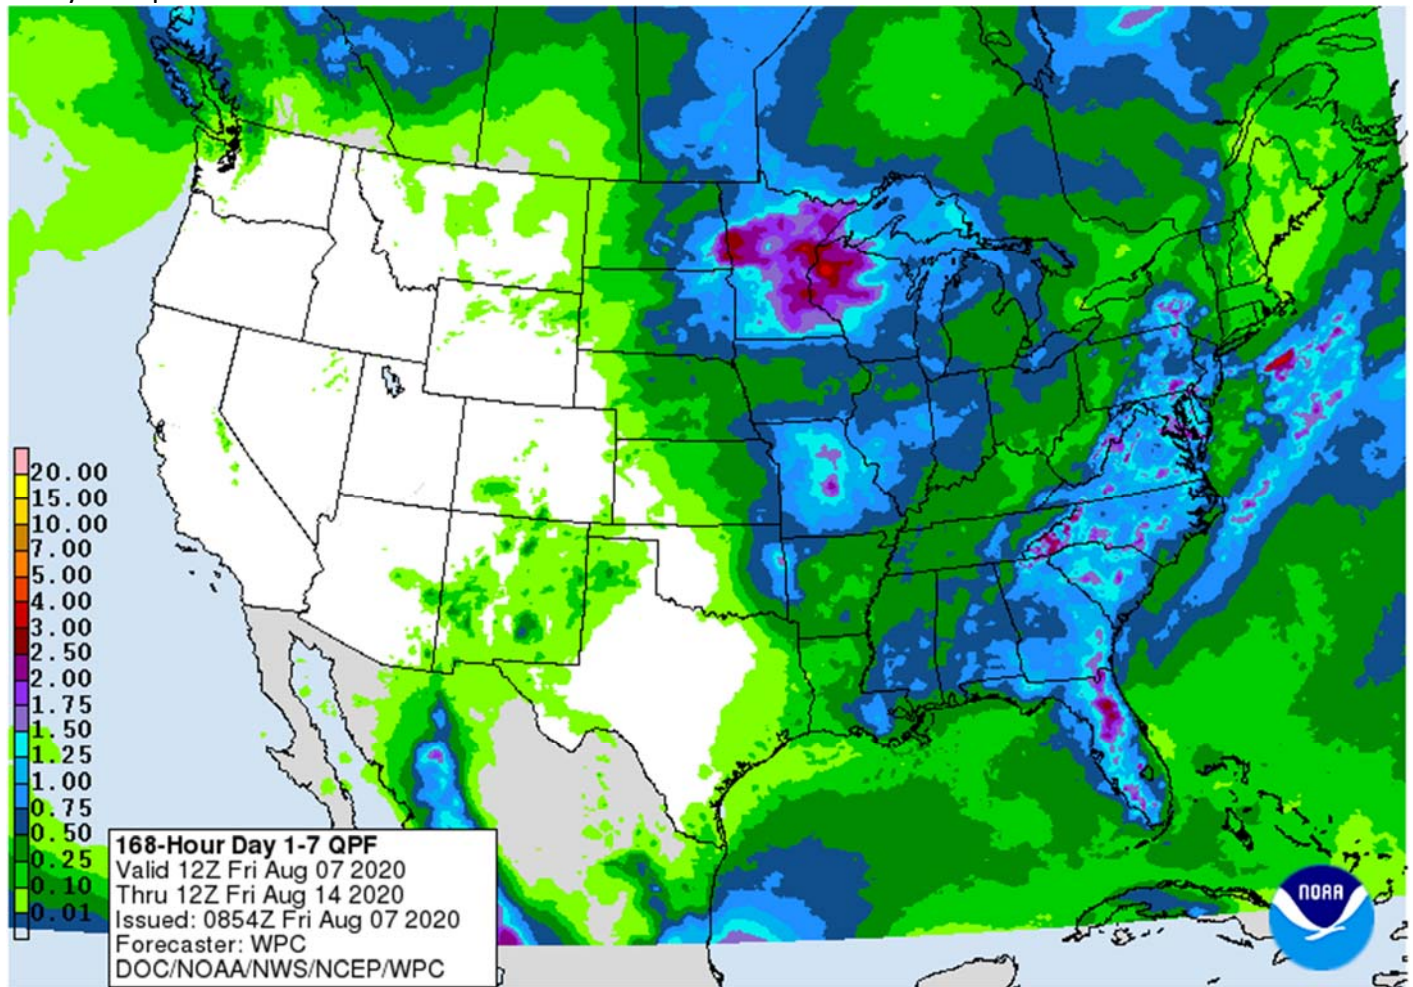 20.00
15.00
10.00
7.00
5.00
4.00
3.00
2.50
2.00
1.75
1.50
1.25
1.00
0.75
0.50
0.25
0.10
0.01
168-Hour Day 1-7 QPF
Valid 12Z Fri Aug 07 2020
Thru 12Z Fri Aug 14 2020
Issued: 0854Z Fri Aug 07 2020
Forecaster: WPC
DOC/NOAA/NWS/NCEP/WPC
NOAA